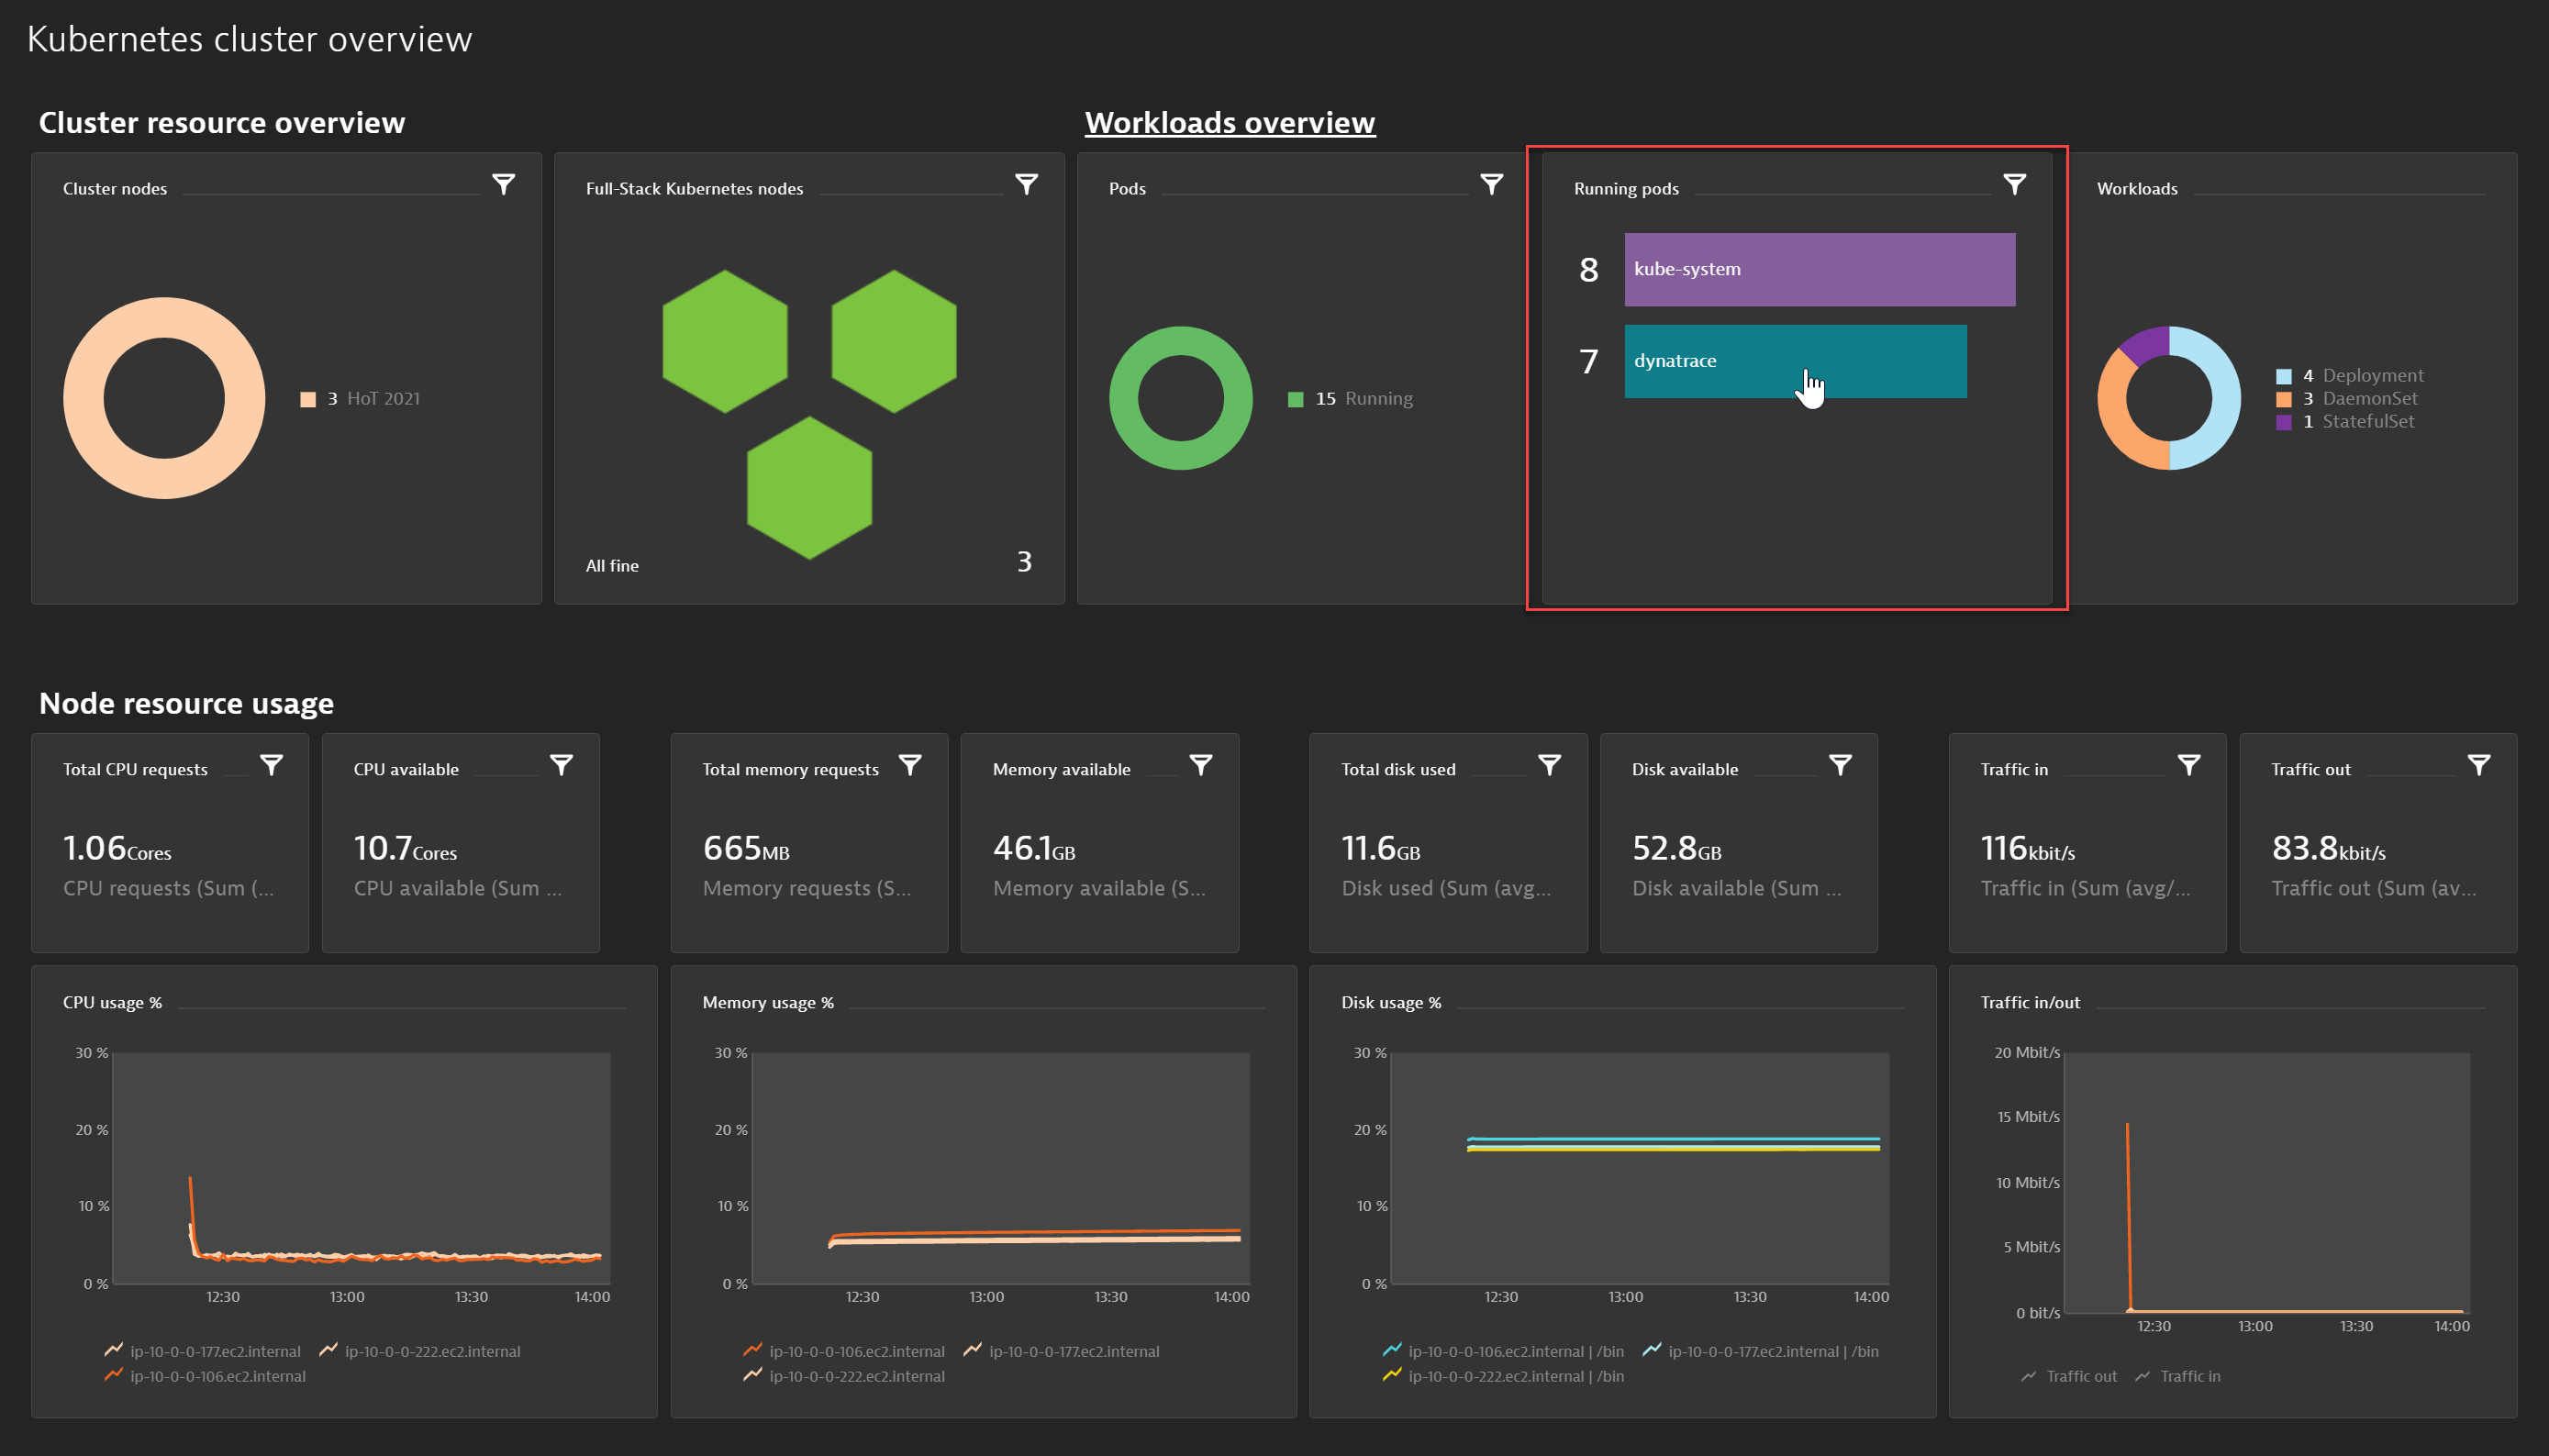 Kubernetes cluster overview
Cluster resource overview
Workloads overview
Cluster nodes
3 HoT 2021
Full-Stack Kubernetes nodes
All fine
3
Pods
15 Running
Running pods
8 kube-system
7 dynatrace
Workloads
4 Deployment
3 DaemonSet
1 StatefulSet
Node resource usage
Total CPU requests
1.06Cores
CPU requests (Sum (...
CPU available
10.7Cores
CPU available (Sum ...
Total memory requests
665MB
Memory requests (S...
Memory available
46.1GB
Memory available (S...
Total disk used
11.6GB
Disk used (Sum (avg...
Disk available
52.8GB
Disk available (Sum ...
Traffic in
116kbit/s
Traffic in (Sum (avg/...
Traffic out
83.8kbit/s
Traffic out (Sum (av...
CPU usage %
30 %
20 %
10 %
0 %
12:30 13:00 13:30 14:00
ip-10-0-0-177.ec2.internal ip-10-0-0-222.ec2.internal
ip-10-0-0-106.ec2.internal
Memory usage %
30 %
20 %
10 %
0 %
12:30 13:00 13:30 14:00
ip-10-0-0-106.ec2.internal ip-10-0-0-177.ec2.internal
ip-10-0-0-222.ec2.internal
Disk usage %
30 %
20 %
10 %
0 %
12:30 13:00 13:30 14:00
ip-10-0-0-106.ec2.internal | /bin ip-10-0-0-177.ec2.internal | /bin
ip-10-0-0-222.ec2.internal | /bin
Traffic in/out
20 Mbit/s
15 Mbit/s
10 Mbit/s
5 Mbit/s
0 bit/s
12:30 13:00 13:30 14:00
Traffic out Traffic in